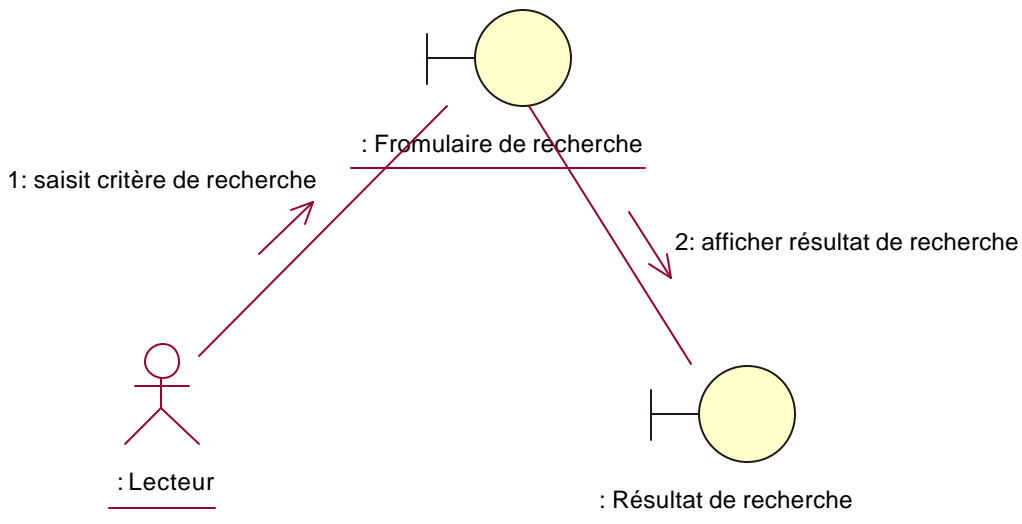 : Fromulaire de recherche
1: saisit critère de recherche
2: afficher résultat de recherche
: Lecteur
: Résultat de recherche